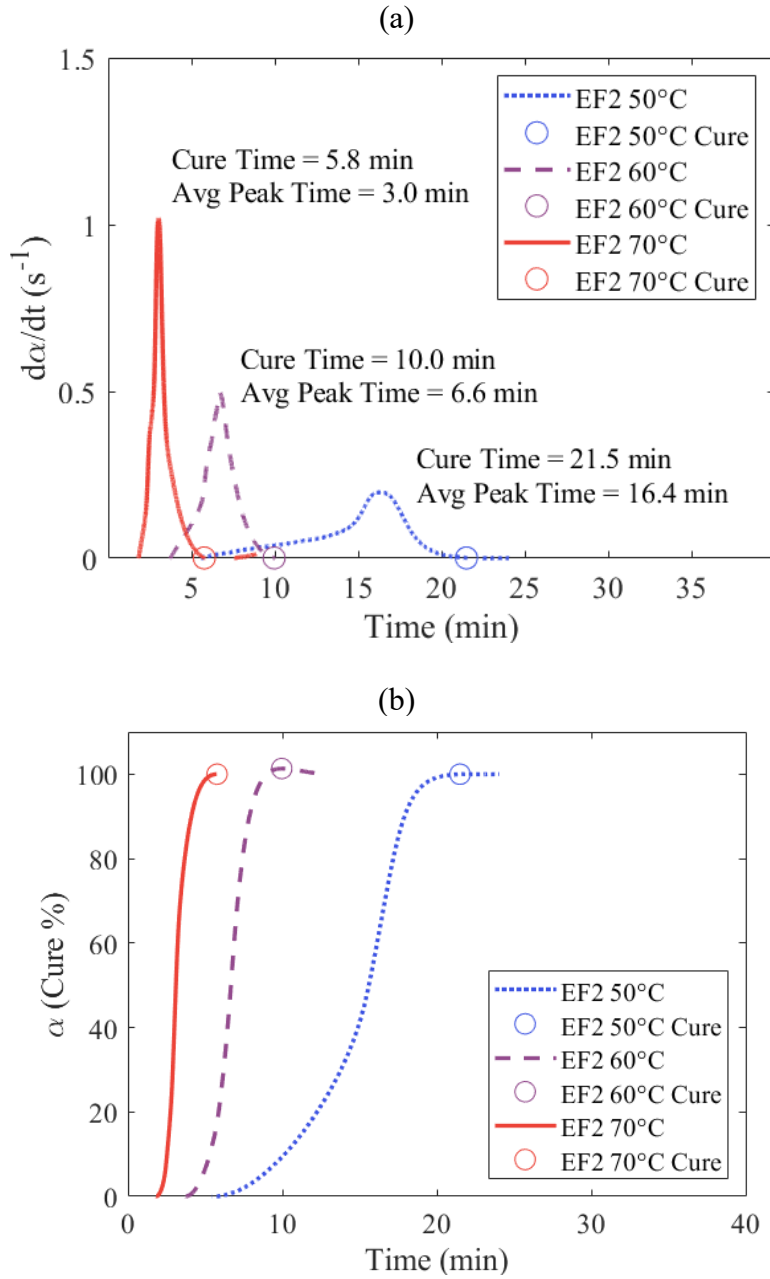 (a)
1.5
1
0.5
0
dα/dt (s⁻¹)
EF2 50°C
EF2 50°C Cure
EF2 60°C
EF2 60°C Cure
EF2 70°C
EF2 70°C Cure
Cure Time = 5.8 min
Avg Peak Time = 3.0 min
Cure Time = 10.0 min
Avg Peak Time = 6.6 min
Cure Time = 21.5 min
Avg Peak Time = 16.4 min
5 10 15 20 25 30 35
Time (min)
(b)
100
80
60
40
20
0
α (Cure %)
EF2 50°C
EF2 50°C Cure
EF2 60°C
EF2 60°C Cure
EF2 70°C
EF2 70°C Cure
0 10 20 30 40
Time (min)